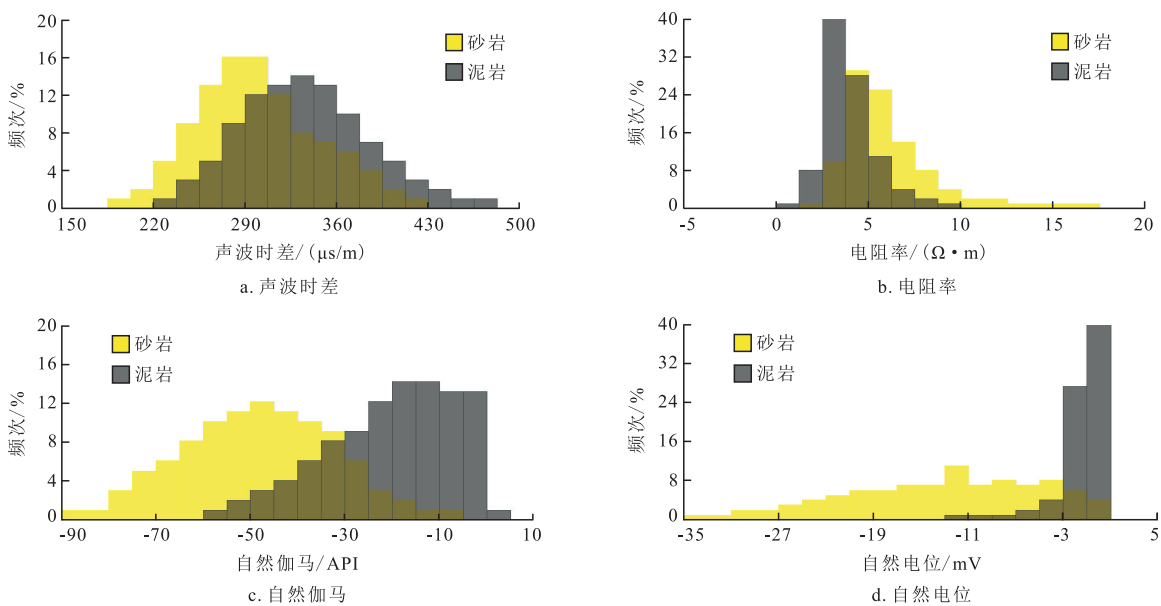 20
16
12
8
4
0
频次/%
砂岩
泥岩
150 220 290 360 430 500
声波时差/(μs/m)
a. 声波时差
40
32
24
16
8
0
频次/%
砂岩
泥岩
-5 0 5 10 15 20
电阻率/(Ω·m)
b. 电阻率
20
16
12
8
4
0
频次/%
砂岩
泥岩
-90 -70 -50 -30 -10 10
自然伽马/API
c. 自然伽马
40
32
24
16
8
0
频次/%
砂岩
泥岩
-35 -27 -19 -11 -3 5
自然电位/mV
d. 自然电位